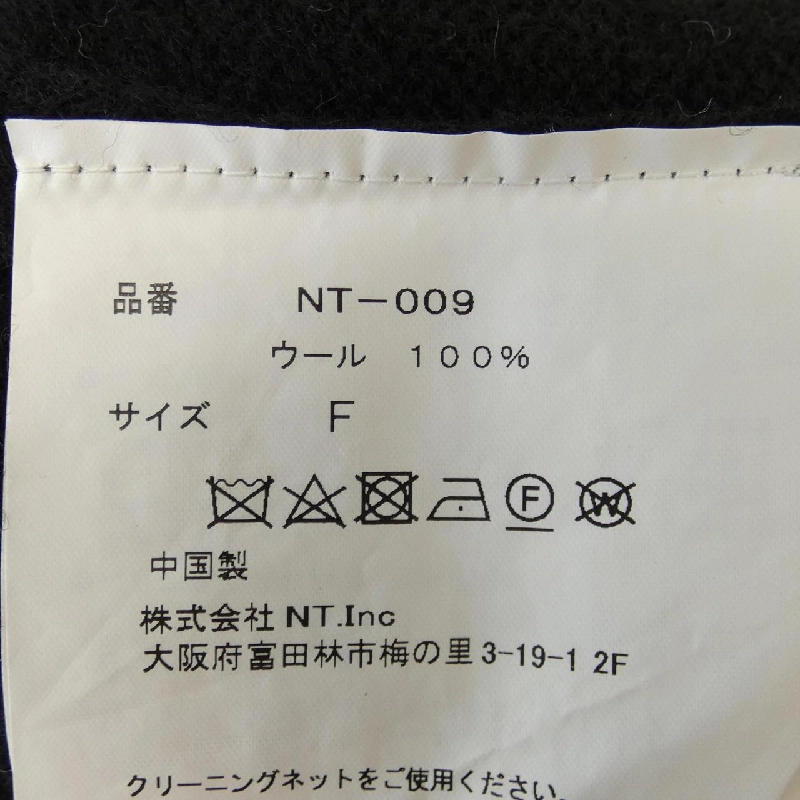 品番 NT-009
ウール 100%
サイズ F
F W
中国製
株式会社 NT.Inc
大阪府富田林市梅の里 3-19-1 2F
クリーニングネットをご使用ください。